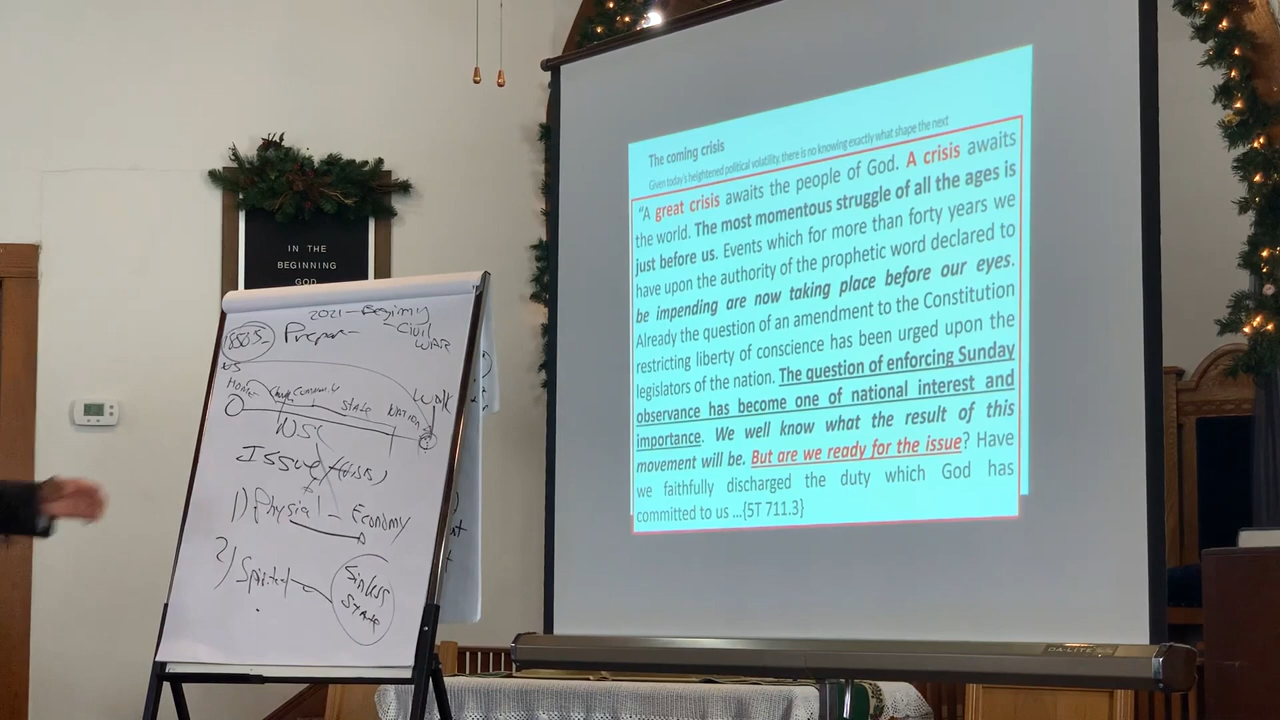 IN THE
BEGINNING
GOD
2021 - Beginning
- Civil
WAR
1850's
Prepar-
US
Home
Church
Commun
STATE
NATION
World
WSC
Issue (crisis)
1) Physical - Economy
2) Spiritual
Sinless
STATE
The coming crisis
Given today's heightened political volatility, there is no knowing exactly what shape the next
"A great crisis awaits the people of God. A crisis awaits
the world. The most momentous struggle of all the ages is
just before us. Events which for more than forty years we
have upon the authority of the prophetic word declared to
be impending are now taking place before our eyes.
Already the question of an amendment to the Constitution
restricting liberty of conscience has been urged upon the
legislators of the nation. The question of enforcing Sunday
observance has become one of national interest and
importance. We well know what the result of this
movement will be. But are we ready for the issue? Have
we faithfully discharged the duty which God has
committed to us ...{5T 711.3}
DA-LITE